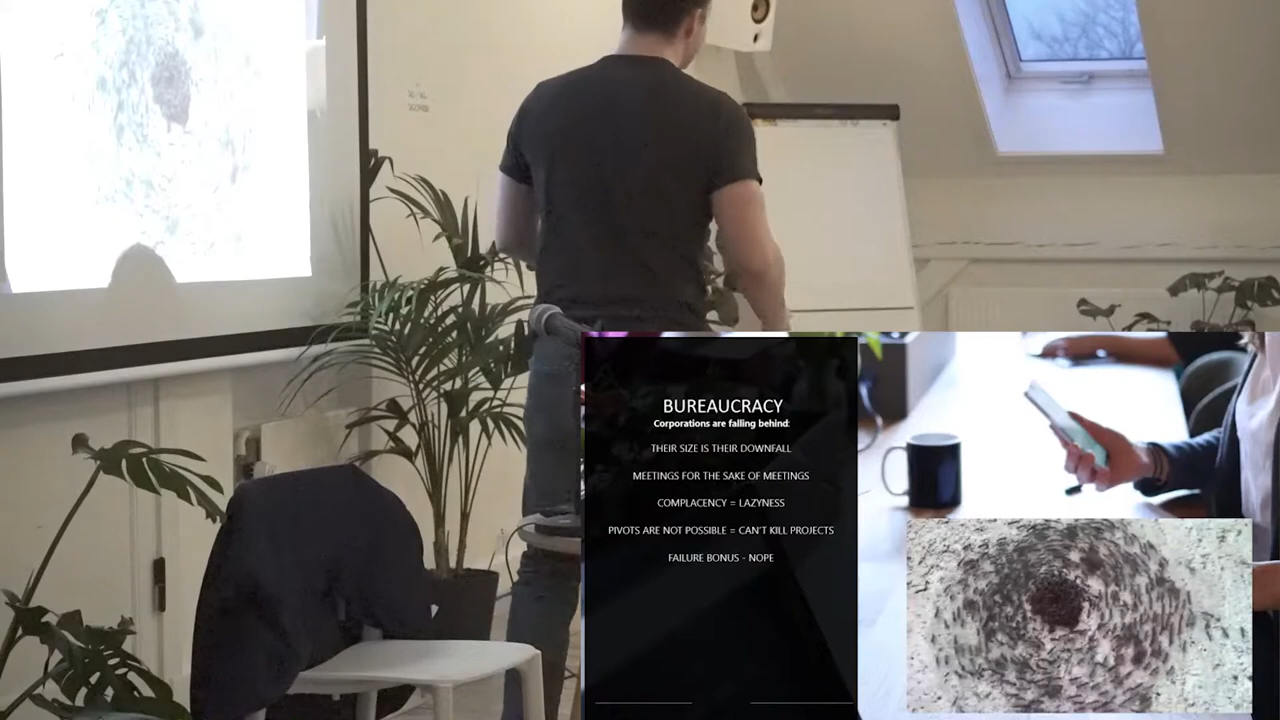 BUREAUCRACY
Corporations are falling behind:
THEIR SIZE IS THEIR DOWNFALL
MEETINGS FOR THE SAKE OF MEETINGS
COMPLACENCY = LAZYNESS
PIVOTS ARE NOT POSSIBLE = CAN'T KILL PROJECTS
FAILURE BONUS - NOPE